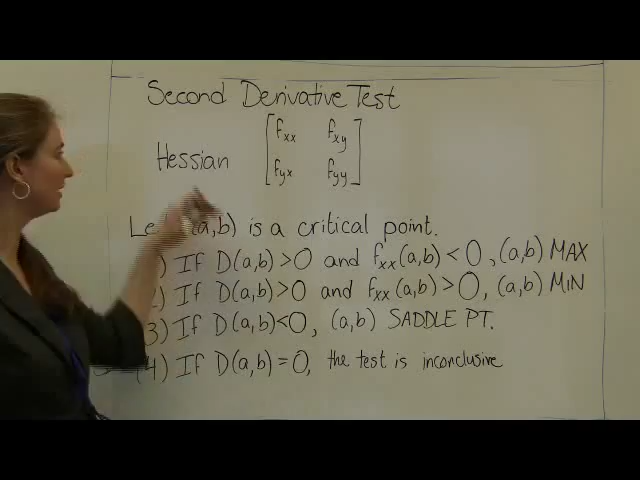 Second Derivative Test
Hessian [ fxx fxy
fyx fyy ]
(a,b) is a critical point.
) If D(a,b) > 0 and fxx(a,b) < 0, (a,b) MAX
) If D(a,b) > 0 and fxx(a,b) > 0, (a,b) MIN
3) If D(a,b) < 0, (a,b) SADDLE PT.
(4) If D(a,b) = 0, the test is inconclusive